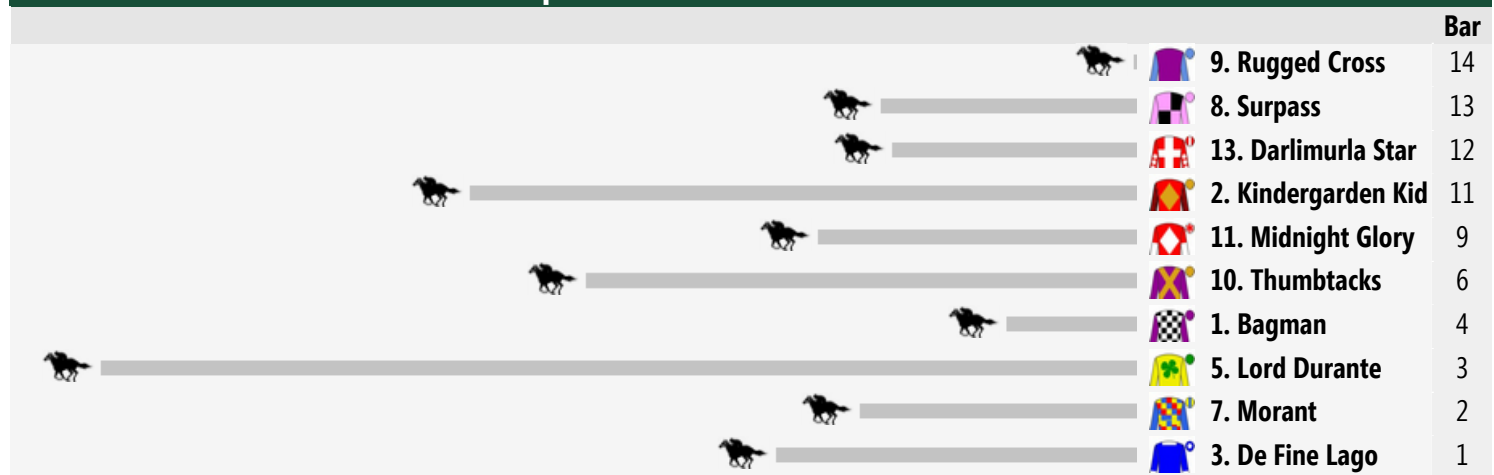 Bar
9. Rugged Cross 14
8. Surpass 13
13. Darlimurla Star 12
2. Kindergarden Kid 11
11. Midnight Glory 9
10. Thumbtacks 6
1. Bagman 4
5. Lord Durante 3
7. Morant 2
3. De Fine Lago 1